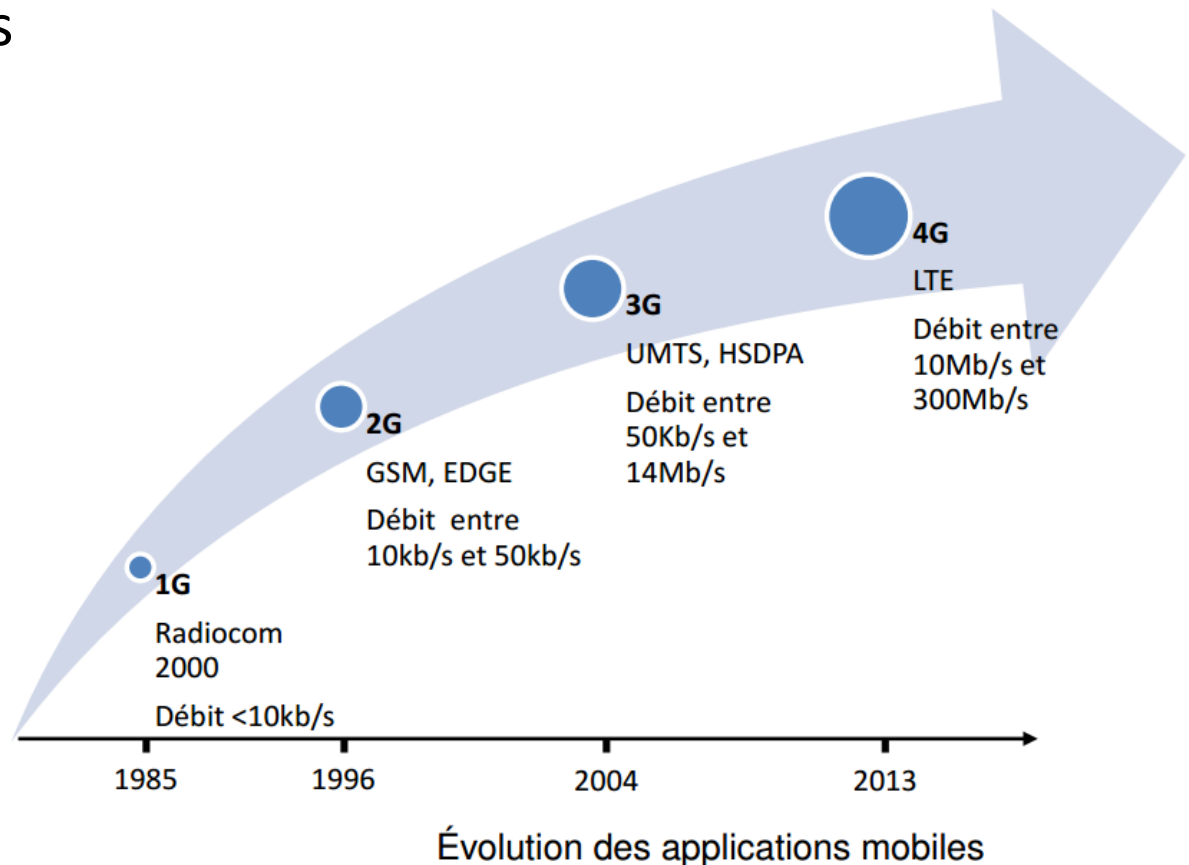 s
4G
LTE
Débit entre
10Mb/s et
300Mb/s
3G
UMTS, HSDPA
Débit entre
50Kb/s et
14Mb/s
2G
GSM, EDGE
Débit  entre
10kb/s et 50kb/s
1G
Radiocom
2000
Débit <10kb/s
1985 1996 2004 2013
Évolution des applications mobiles